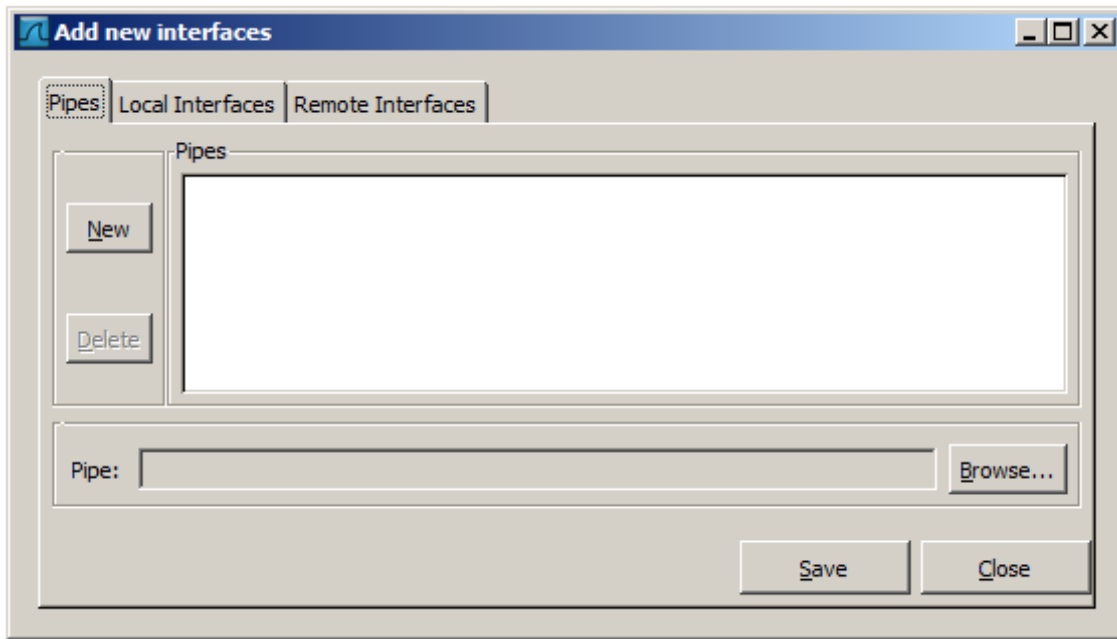 Add new interfaces
Pipes Local Interfaces Remote Interfaces
Pipes
New
Delete
Pipe: Browse...
Save Close